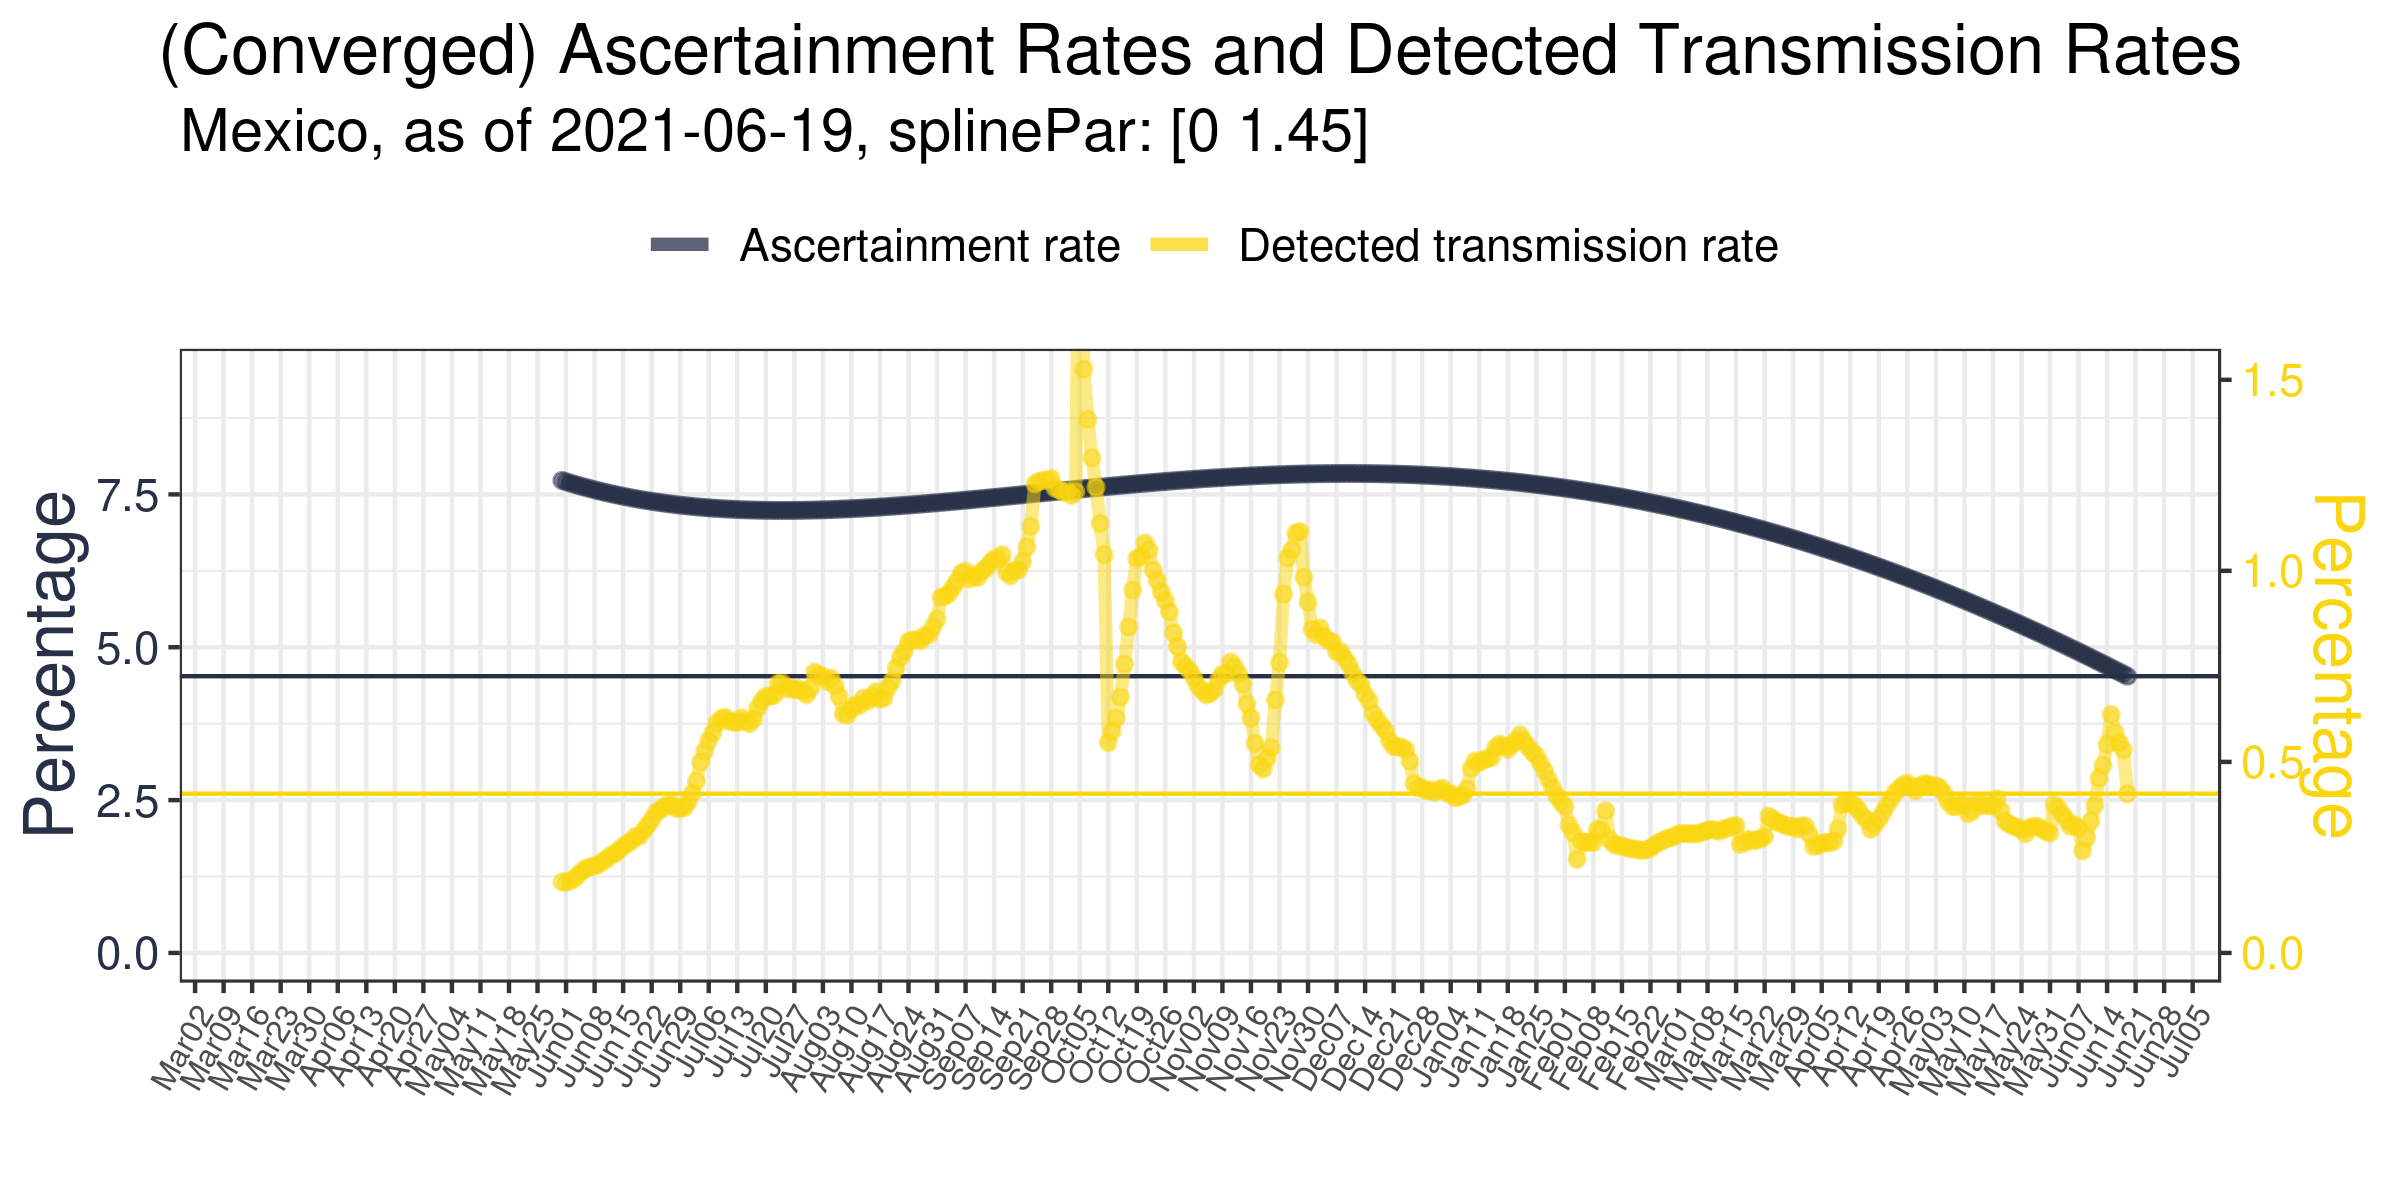 (Converged) Ascertainment Rates and Detected Transmission Rates
Mexico, as of 2021-06-19, splinePar: [0 1.45]
Ascertainment rate
Detected transmission rate
Percentage
7.5
5.0
2.5
0.0
1.5
1.0
0.5
0.0
Percentage
Mar02
Mar09
Mar16
Mar23
Mar30
Apr06
Apr13
Apr20
Apr27
May04
May11
May18
May25
Jun01
Jun08
Jun15
Jun22
Jun29
Jul06
Jul13
Jul20
Jul27
Aug03
Aug10
Aug17
Aug24
Aug31
Sep07
Sep14
Sep21
Sep28
Oct05
Oct12
Oct19
Oct26
Nov02
Nov09
Nov16
Nov23
Nov30
Dec07
Dec14
Dec21
Dec28
Jan04
Jan11
Jan18
Jan25
Feb01
Feb08
Feb15
Feb22
Mar01
Mar08
Mar15
Mar22
Mar29
Apr05
Apr12
Apr19
Apr26
May03
May10
May17
May24
May31
Jun07
Jun14
Jun21
Jun28
Jul05